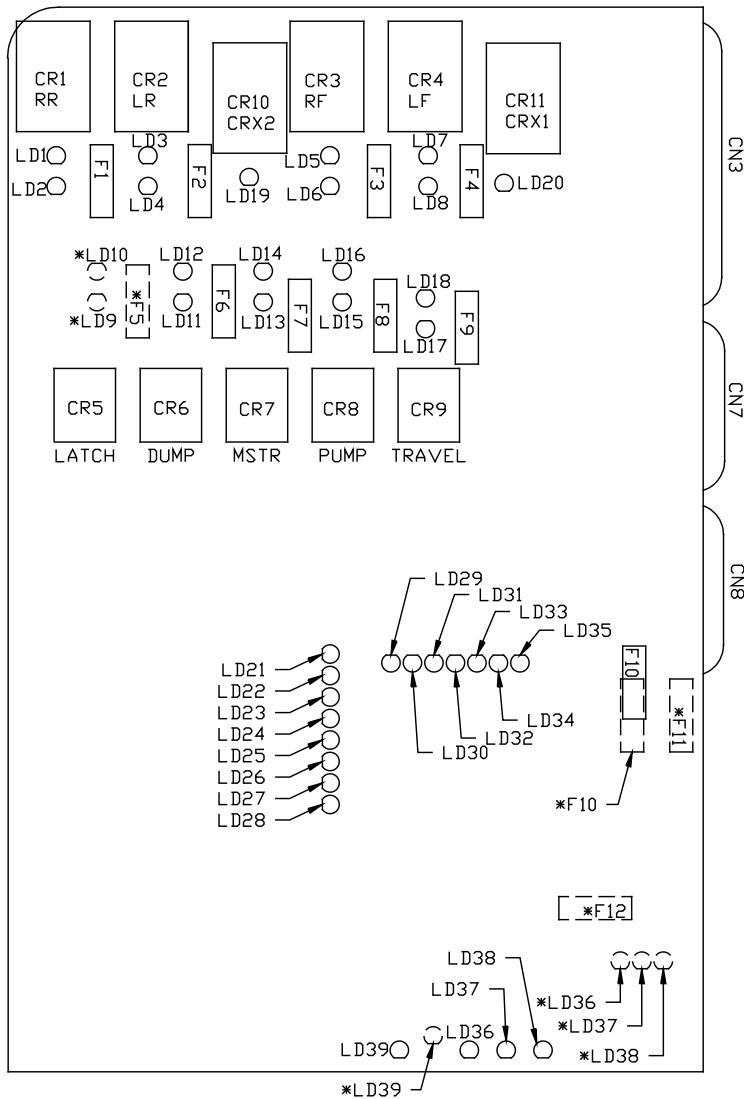 CR1
RR
CR2
LR
CR10
CRX2
CR3
RF
CR4
LF
CR11
CRX1
CN3
LD1
LD2
F1
LD3
LD4
F2
LD19
LD5
LD6
F3
LD7
LD8
F4
LD20
*LD10
*LD9
*F5
LD12
LD11
F6
LD14
LD13
F7
LD16
LD15
F8
LD18
LD17
F9
CN7
CR5
LATCH
CR6
DUMP
CR7
MSTR
CR8
PUMP
CR9
TRAVEL
CN8
LD29
LD31
LD33
LD35
LD34
LD32
LD30
LD21
LD22
LD23
LD24
LD25
LD26
LD27
LD28
F10
*F11
*F10
*F12
LD38
LD37
LD36
LD39
*LD39
*LD36
*LD37
*LD38